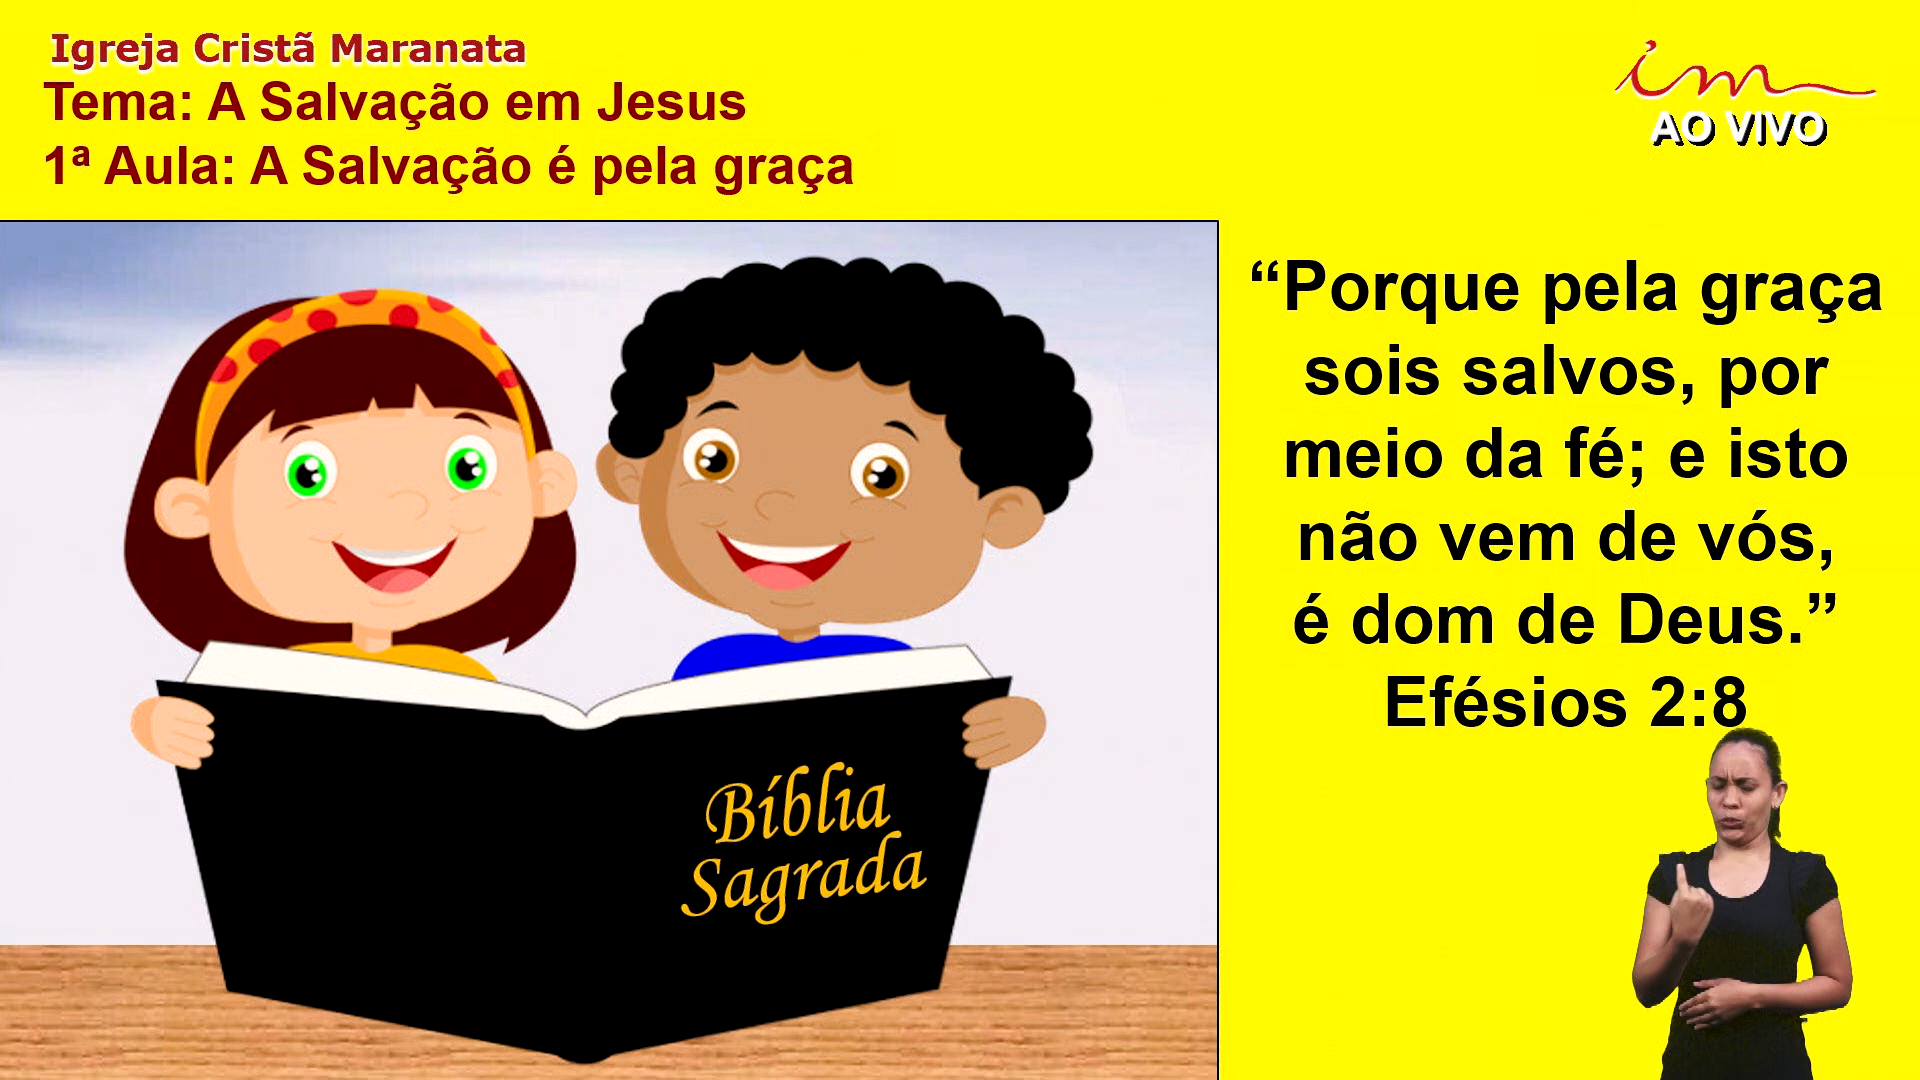 Igreja Cristã Maranata
Tema: A Salvação em Jesus
1ª Aula: A Salvação é pela graça
im
AO VIVO
“Porque pela graça
sois salvos, por
meio da fé; e isto
não vem de vós,
é dom de Deus.”
Efésios 2:8
Bíblia
Sagrada